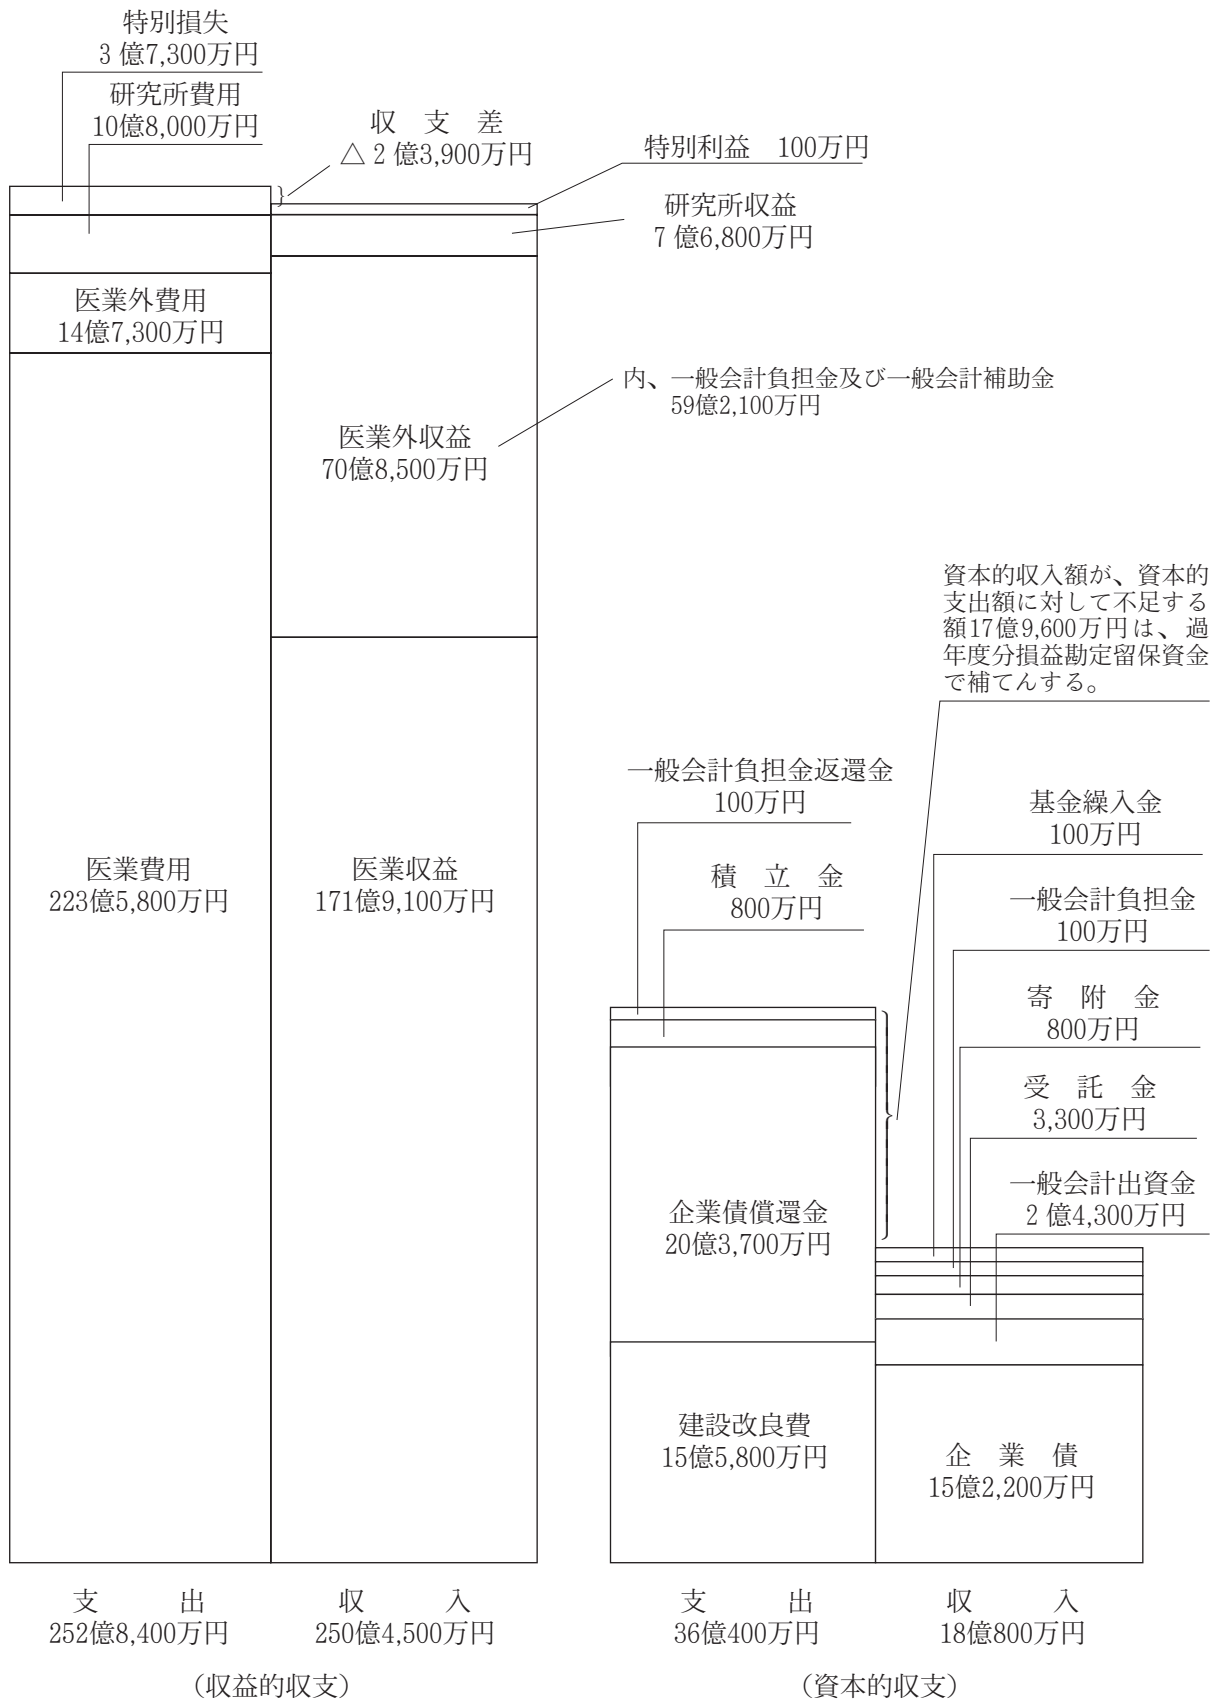 特別損失
3億7,300万円
研究所費用
10億8,000万円
収　支　差
△2億3,900万円
特別利益　100万円
研究所収益
7億6,800万円
医業外費用
14億7,300万円
内、一般会計負担金及び一般会計補助金
59億2,100万円
医業外収益
70億8,500万円
医業費用
223億5,800万円
医業収益
171億9,100万円
支　　　出
252億8,400万円
収　　　入
250億4,500万円
（収益的収支）
資本的収入額が、資本的
支出額に対して不足する
額17億9,600万円は、過
年度分損益勘定留保資金
で補てんする。
一般会計負担金返還金
100万円
積　立　金
800万円
基金繰入金
100万円
一般会計負担金
100万円
寄　附　金
800万円
受　託　金
3,300万円
一般会計出資金
2億4,300万円
企業債償還金
20億3,700万円
建設改良費
15億5,800万円
企　業　債
15億2,200万円
支　　　出
36億400万円
収　　　入
18億800万円
（資本的収支）